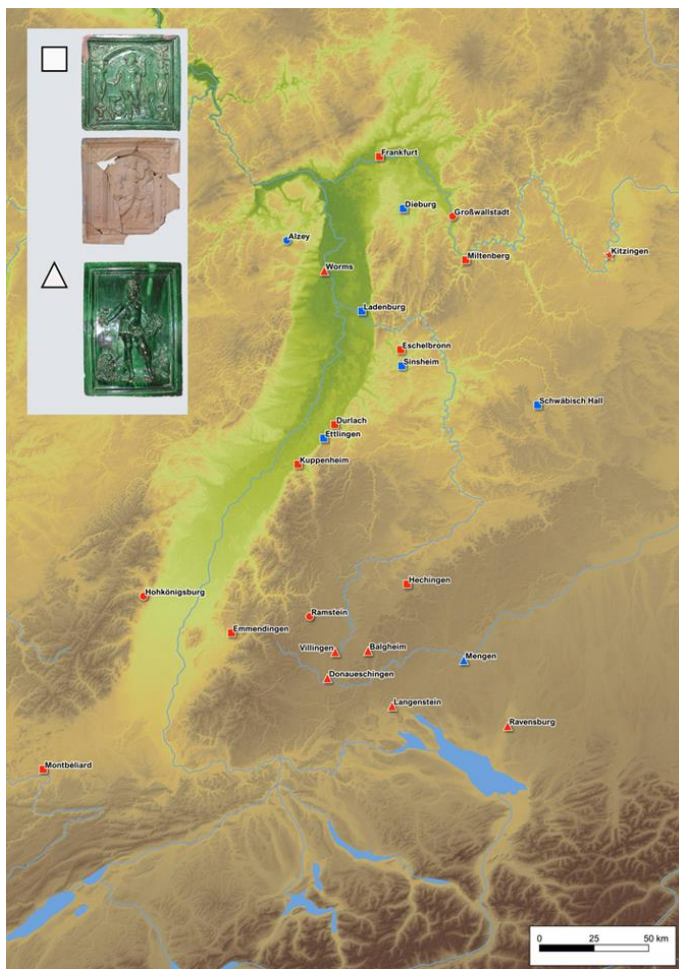 Frankfurt
Dieburg
Großwallstadt
Alzey
Kitzingen
Miltenberg
Worms
Ladenburg
Eschelbronn
Sinsheim
Schwäbisch Hall
Durlach
Ettlingen
Kuppenheim
Hechingen
Hohkönigsburg
Ramstein
Emmendingen
Villingen
Balgheim
Mengen
Donaueschingen
Langenstein
Ravensburg
Montbéliard
0 25 50 km